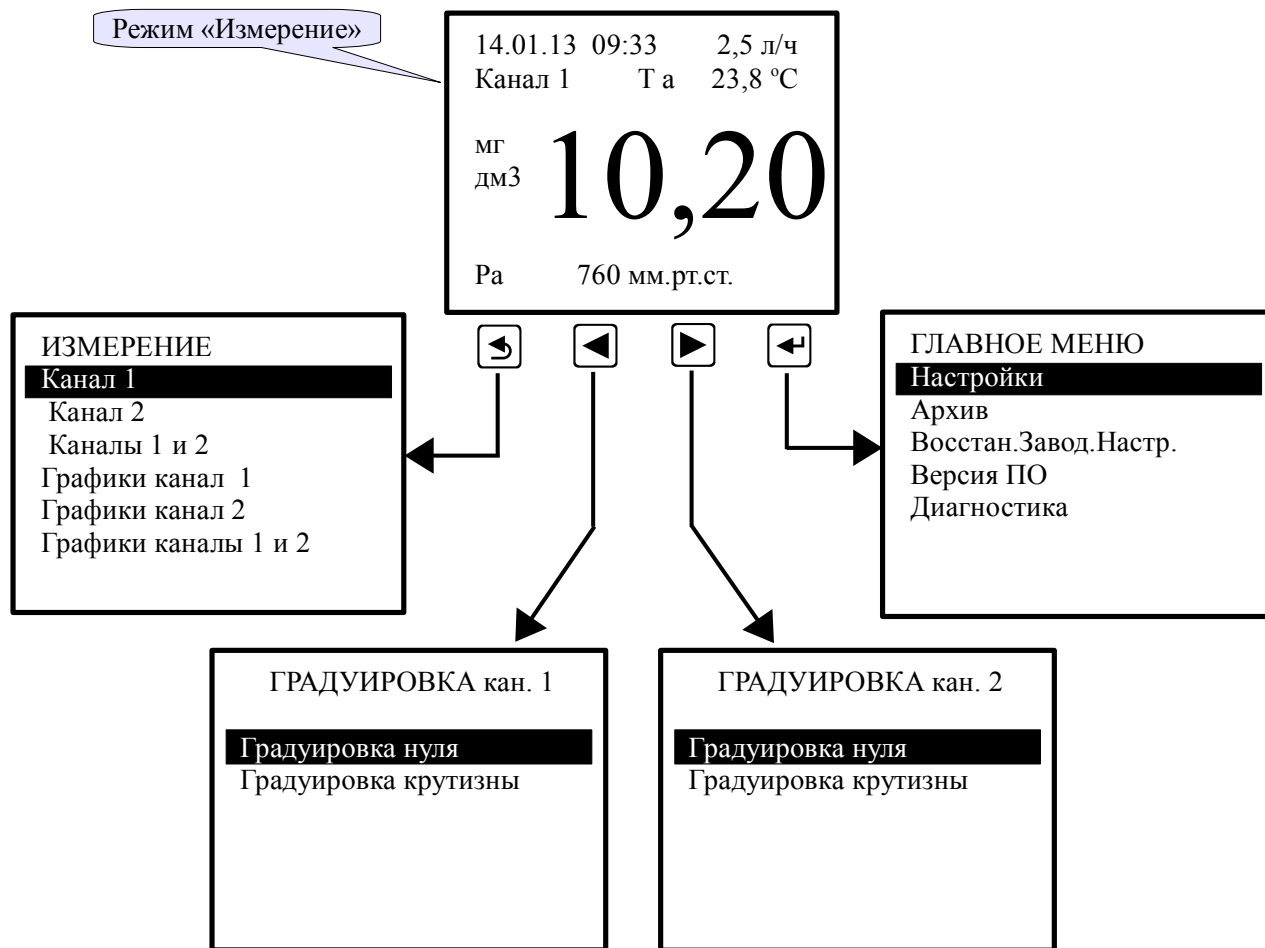 Режим «Измерение»
14.01.13 09:33 2,5 л/ч
Канал 1 Т а 23,8 ºС
мг
дм3
10,20
Ра 760 мм.рт.ст.
ИЗМЕРЕНИЕ
Канал 1
Канал 2
Каналы 1 и 2
Графики канал 1
Графики канал 2
Графики каналы 1 и 2
ГЛАВНОЕ МЕНЮ
Настройки
Архив
Восстан.Завод.Настр.
Версия ПО
Диагностика
ГРАДУИРОВКА кан. 1
Градуировка нуля
Градуировка крутизны
ГРАДУИРОВКА кан. 2
Градуировка нуля
Градуировка крутизны